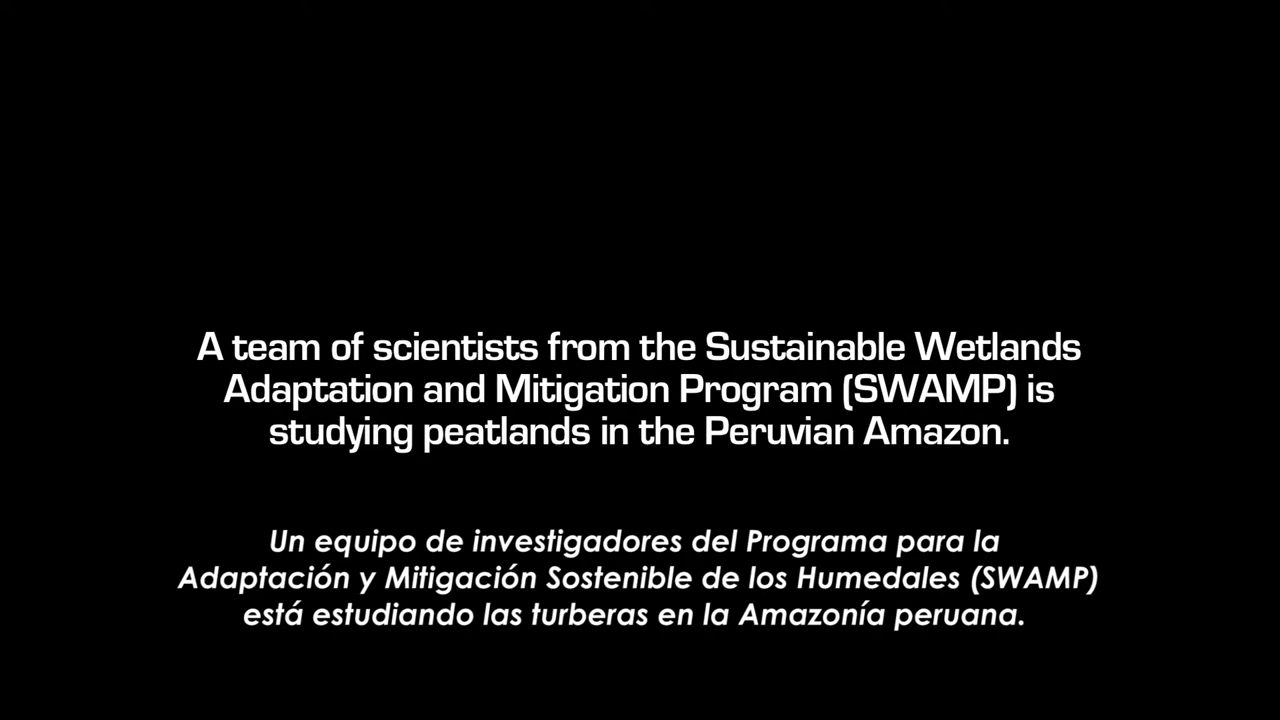 A team of scientists from the Sustainable Wetlands
Adaptation and Mitigation Program (SWAMP) is
studying peatlands in the Peruvian Amazon.
Un equipo de investigadores del Programa para la
Adaptación y Mitigación Sostenible de los Humedales (SWAMP)
está estudiando las turberas en la Amazonía peruana.